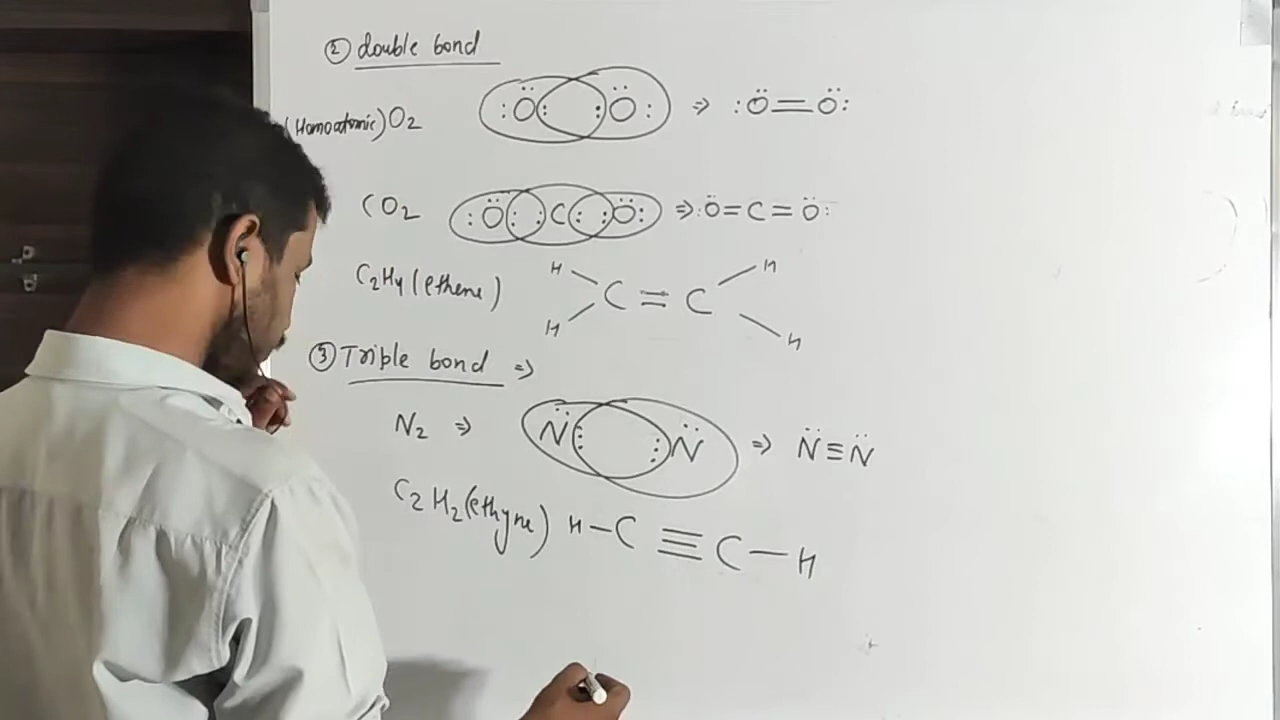 ② double bond
(Homoatomic) O2 :Ö: :Ö: ⇒ :Ö=Ö:
CO2 :Ö: :C: :Ö: ⇒ :Ö=C=Ö:
C2H4 (ethene) H H C=C H H
③ Triple bond ⇒
N2 ⇒ N̈⋮ ⋮N̈ ⇒ N̈≡N̈
C2H2 (ethyne) H-C≡C-H